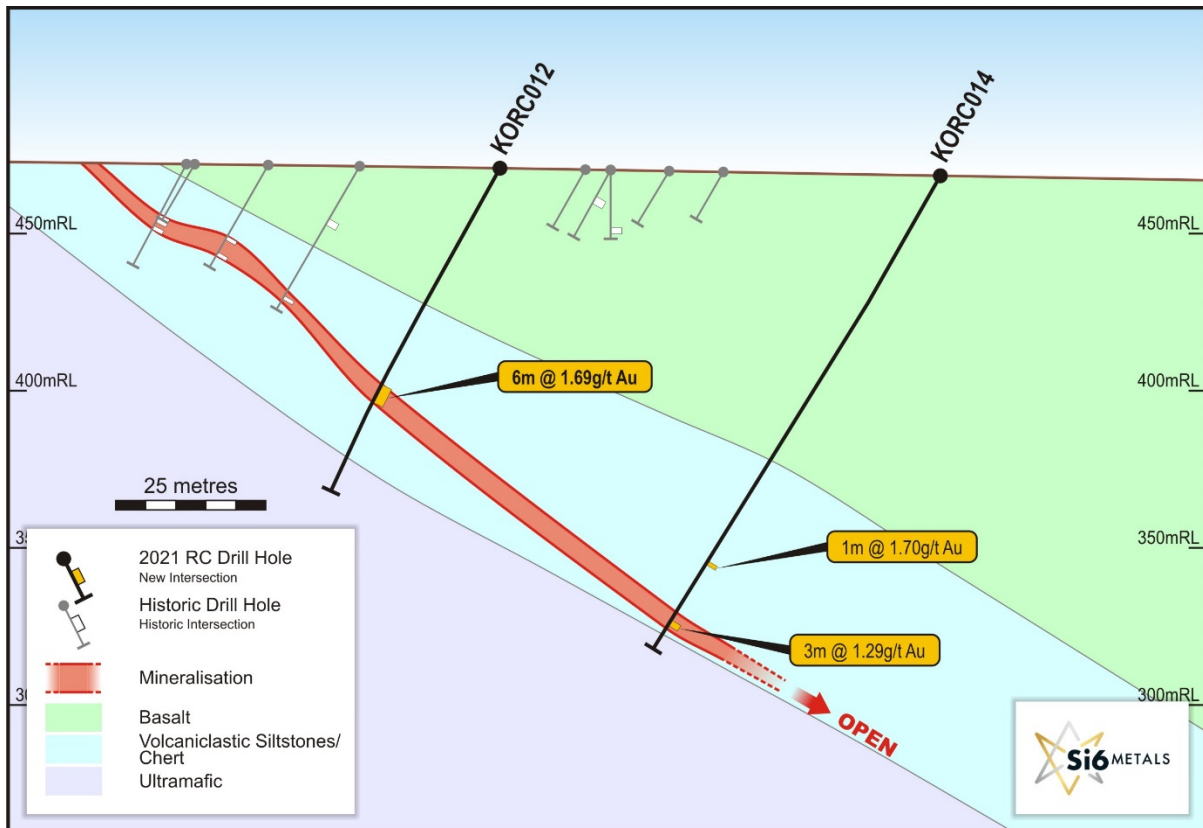 KORC012
KORC014
450mRL
450mRL
400mRL
400mRL
6m @ 1.69g/t Au
25 metres
350mRL
1m @ 1.70g/t Au
3m @ 1.29g/t Au
300mRL
OPEN
2021 RC Drill Hole
New Intersection
Historic Drill Hole
Historic Intersection
Mineralisation
Basalt
Volcaniclastic Siltstones/
Chert
Ultramafic
Si6 METALS